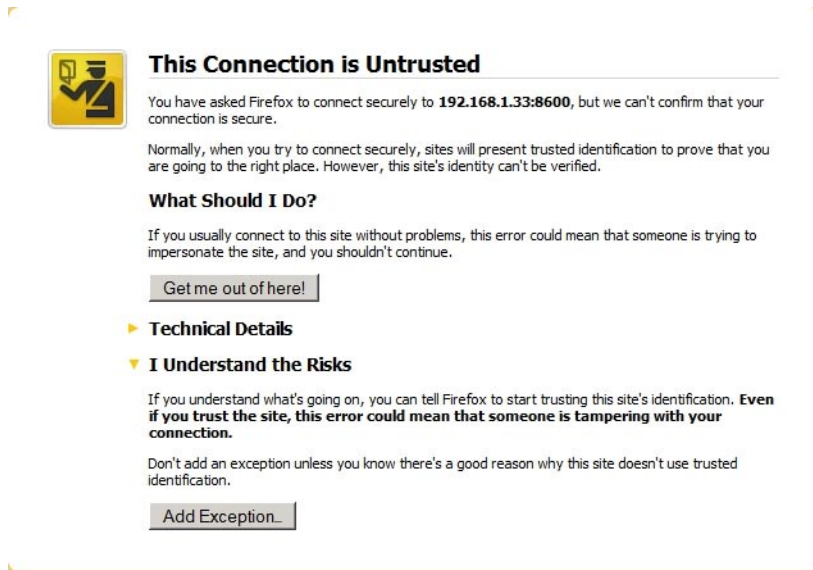 This Connection is Untrusted
You have asked Firefox to connect securely to 192.168.1.33:8600, but we can't confirm that your
connection is secure.
Normally, when you try to connect securely, sites will present trusted identification to prove that you
are going to the right place. However, this site's identity can't be verified.
What Should I Do?
If you usually connect to this site without problems, this error could mean that someone is trying to
impersonate the site, and you shouldn't continue.
Get me out of here!
Technical Details
I Understand the Risks
If you understand what's going on, you can tell Firefox to start trusting this site's identification. Even
if you trust the site, this error could mean that someone is tampering with your
connection.
Don't add an exception unless you know there's a good reason why this site doesn't use trusted
identification.
Add Exception...